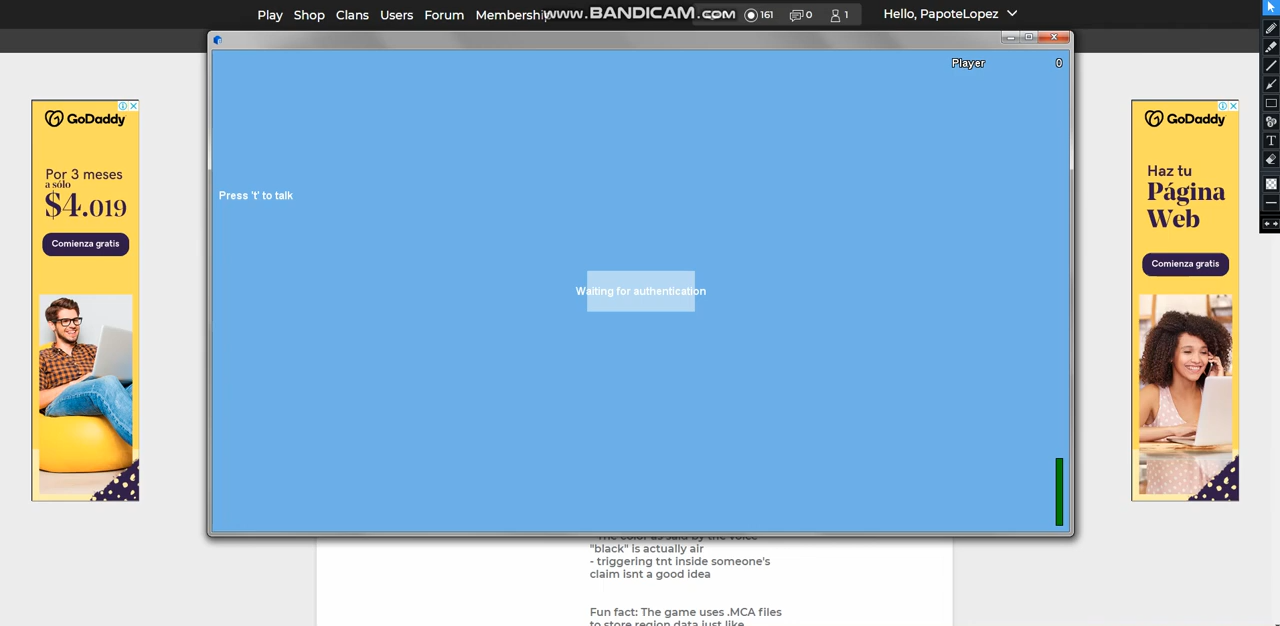 Play Shop Clans Users Forum
www.BANDICAM.com
161 0 1
Hello, PapoteLopez
Player 0
Press 't' to talk
Waiting for authentication
GoDaddy
Por 3 meses
a sólo
$4.019
Comienza gratis
GoDaddy
Haz tu
Página
Web
Comienza gratis
"black" is actually air
- triggering tnt inside someone's
claim isnt a good idea
Fun fact: The game uses .MCA files
to store region data just like
T